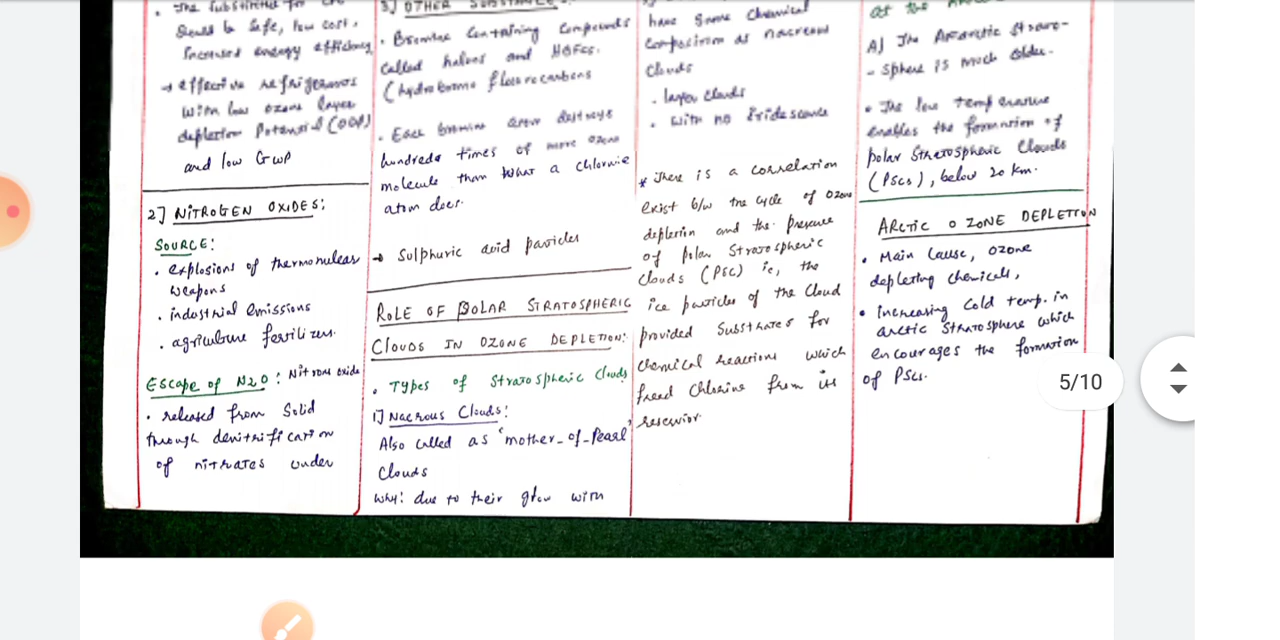 . The Substitutes for the
Should be Safe, low cost,
Increased energy efficiency
→ effective refrigerants
with low ozone layer
depletion Potential (ODP)
and low GWP
2] NITROGEN OXIDES:
SOURCE:
. explosions of thermonuclear
weapons
. industrial emissions
. agriculture fertilizers.
Escape of N2O: Nitrous oxide
. released from Solid
through denitrification
of nitrates under
3] OTHER SUBSTANCE
. Bromine Containing Compounds
called halons and HBFCs.
(hydrobromo flourocarbons
. Each bromine atom destroys
hundreds times of more ozone
molecule than what a chlorine
atom does.
→ Sulphuric acid particles
ROLE OF POLAR STRATOSPHERIC
CLOUDS IN OZONE DEPLETION:
. Types of Stratospheric Clouds
1] Nacrous Clouds:
Also called as 'mother-of-Pearl'
Clouds
Why: due to their glow with
have same chemical
composition as nacreous
Clouds
. layer clouds
. with no Iridescence
* There is a correlation
exist b/w the cycle of ozone
depletion and the presence
of Polar Stratospheric
Clouds (PSC) ie, the
ice particles of the Cloud
provided Substrates for
Chemical reactions which
freed Chlorine from its
reservior.
at the
A] The Antarctic Strato-
- sphere is much colder.
. The low temperature
enables the formation of
polar Stratospheric Clouds
(PSCs), below 20 km.
ARCTIC OZONE DEPLETION
. Main Cause, ozone
depleting chemicals,
. Increasing Cold temp. in
arctic Stratosphere which
encourages the formation
of PSCs.
5/10